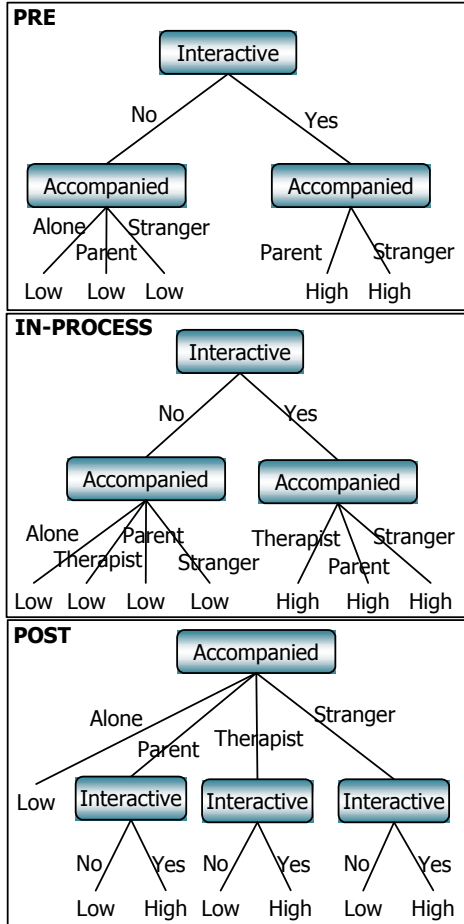 PRE
Interactive
No Yes
Accompanied Accompanied
Alone Stranger
Parent Parent Stranger
Low Low Low High High
IN-PROCESS
Interactive
No Yes
Accompanied Accompanied
Alone Parent Therapist Stranger
Therapist Stranger Parent
Low Low Low Low High High High
POST
Accompanied
Alone Stranger
Parent Therapist
Low Interactive Interactive Interactive
No Yes No Yes No Yes
Low High Low High Low High